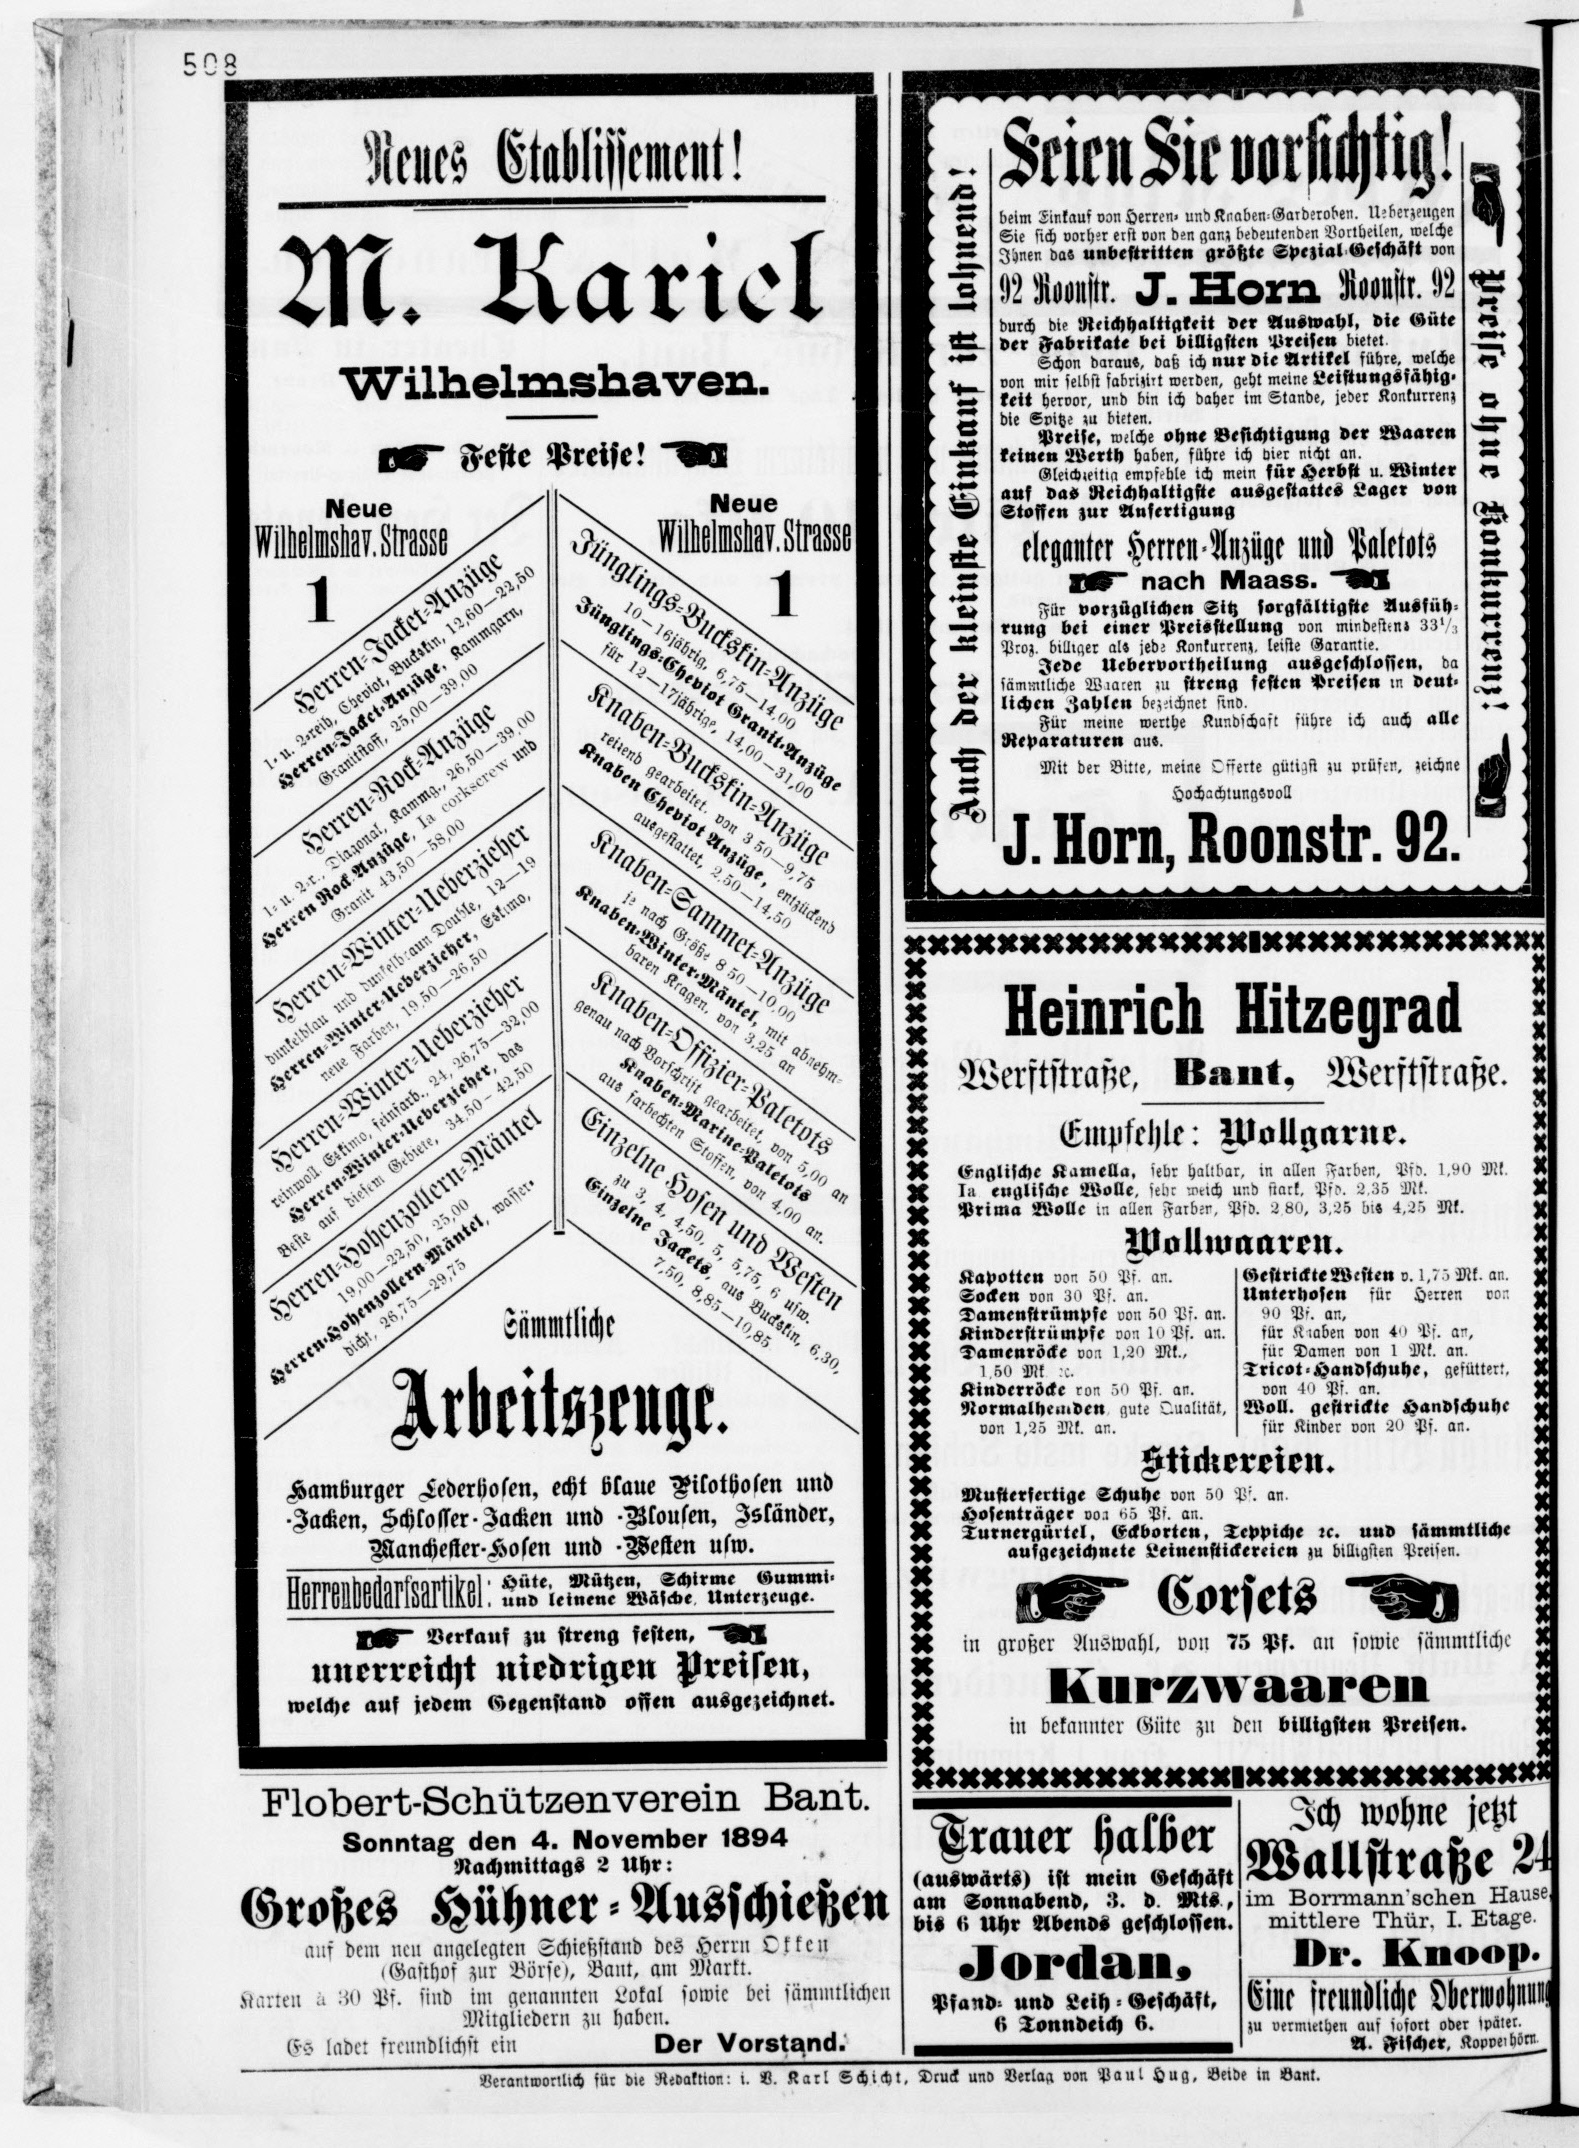 508
Neues Etablissement!
M. Kariel
Wilhelmshaven.
Feste Preise!
Neue
Wilhelmshav. Strasse
1
Neue
Wilhelmshav. Strasse
1
Herren-Jacket-Anzüge
1- u. 2-reih, Cheviot, Buckskin, 12,60—22,50
Herren-Jacket-Anzüge, Kammgarn,
Granitstoff, 25,00—39,00
Herren-Rock-Anzüge
1- u. 2-r., Diagonal, Kammg., 26,50—39,00
Herren Rock-Anzüge, Ia corkscrew und
Granit 43,50—58,00
Herren-Winter-Ueberzieher
dunkelblau und dunkelbraun Double, 12—19
Herren-Winter-Ueberzieher, Eskimo,
neue Farben, 19,50—26,50
Herren-Winter-Ueberzieher
reinwoll. Eskimo, feinfarb., 24, 26,75—32,00
Herren-Winter-Ueberzieher, das
Beste auf diesem Gebiete, 34,50—42,50
Herren-Hohenzollern-Mäntel
19,00—22,50, 25,00
Herren-Hohenzollern-Mäntel, wasser-
dicht, 26,75—29,75
Jünglings-Buckskin-Anzüge
10—16jährig, 6,75—14,00
Jünglings-Cheviot Granit-Anzüge
für 12—17jährige, 14,00—31,00
Knaben-Buckskin-Anzüge
reizend gearbeitet, von 3 50—9,75
Knaben Cheviot Anzüge, entzückend
ausgestattet, 2,50—14,50
Knaben-Sammet-Anzüge
je nach Größe 8 50—10,00
Knaben-Winter-Mäntel, mit abnehm-
baren Kragen, von 3,25 an
Knaben-Offizier-Paletots
genau nach Vorschrift gearbeitet, von 5,00 an
Knaben-Marine-Paletots
aus farbechten Stoffen, von 4,00 an.
Einzelne Hosen und Westen
zu 3, 4, 4,50, 5, 5,75, 6 usw.
Einzelne Jackets, aus Buckskin, 6,30,
7,50, 8,85—10,85
Sämmtliche
Arbeitszeuge.
Hamburger Lederhosen, echt blaue Pilothosen und
-Jacken, Schlosser-Jacken und -Blousen, Isländer,
Manchester-Hosen und -Westen usw.
Herrenbedarfsartikel: Hüte, Mützen, Schirme Gummi-
und leinene Wäsche, Unterzeuge.
Verkauf zu streng festen,
unerreicht niedrigen Preisen,
welche auf jedem Gegenstand offen ausgezeichnet.
Flobert-Schützenverein Bant.
Sonntag den 4. November 1894
Nachmittags 2 Uhr:
Großes Hühner-Ausschießen
auf dem neu angelegten Schießstand des Herrn Otten
(Gasthof zur Börse), Bant, am Markt.
Karten à 30 Pf. sind im genannten Lokal sowie bei sämmtlichen
Mitgliedern zu haben.
Es ladet freundlichst ein Der Vorstand.
Auch der kleinste Einkauf ist lohnend!
Seien Sie vorsichtig!
beim Einkauf von Herren- und Knaben-Garderoben. Ueberzeugen
Sie sich vorher erst von den ganz bedeutenden Vortheilen, welche
Ihnen das unbestritten größte Spezial-Geschäft von
92 Roonstr. J. Horn Roonstr. 92
durch die Reichhaltigkeit der Auswahl, die Güte
der Fabrikate bei billigsten Preisen bietet.
Schon daraus, daß ich nur die Artikel führe, welche
von mir selbst fabrizirt werden, geht meine Leistungsfähig-
keit hervor, und bin ich daher im Stande, jeder Konkurrenz
die Spitze zu bieten.
Preise, welche ohne Besichtigung der Waaren
keinen Werth haben, führe ich hier nicht an.
Gleichzeitig empfehle ich mein für Herbst u. Winter
auf das Reichhaltigste ausgestattetes Lager von
Stoffen zur Anfertigung
eleganter Herren-Anzüge und Paletots
nach Maass.
Für vorzüglichen Sitz sorgfältigste Ausfüh-
rung bei einer Preisstellung von mindestens 33 1/3
Proz. billiger als jede Konkurrenz, leiste Garantie.
Jede Uebervortheilung ausgeschlossen, da
sämmtliche Waaren zu streng festen Preisen in deut-
lichen Zahlen bezeichnet sind.
Für meine werthe Kundschaft führe ich auch alle
Reparaturen aus.
Mit der Bitte, meine Offerte gütigst zu prüfen, zeichne
Hochachtungsvoll
J. Horn, Roonstr. 92.
Preise ohne Konkurrenz!
Heinrich Hitzegrad
Werftstraße, Bant, Werftstraße.
Empfehle: Wollgarne.
Englische Kamella, sehr haltbar, in allen Farben, Pfd. 1,90 Mk.
Ia englische Wolle, sehr weich und stark, Pfd. 2,35 Mk.
Prima Wolle in allen Farben, Pfd. 2,80, 3,25 bis 4,25 Mk.
Wollwaaren.
Kapotten von 50 Pf. an.
Socken von 30 Pf. an.
Damenstrümpfe von 50 Pf. an.
Kinderstrümpfe von 10 Pf. an.
Damenröcke von 1,20 Mk.,
1,50 Mk. ꝛc.
Kinderröcke von 50 Pf. an.
Normalhemden, gute Qualität,
von 1,25 Mk. an.
Gestrickte Westen v. 1,75 Mk. an.
Unterhosen für Herren von
90 Pf. an,
für Knaben von 40 Pf. an,
für Damen von 1 Mk. an.
Tricot-Handschuhe, gefüttert,
von 40 Pf. an.
Woll. gestrickte Handschuhe
für Kinder von 20 Pf. an.
Stickereien.
Musterfertige Schuhe von 50 Pf. an.
Hosenträger von 65 Pf. an.
Turnergürtel, Eckborten, Teppiche ꝛc. und sämmtliche
aufgezeichnete Leinenstickereien zu billigsten Preisen.
Corsets
in großer Auswahl, von 75 Pf. an sowie sämmtliche
Kurzwaaren
in bekannter Güte zu den billigsten Preisen.
Trauer halber
(auswärts) ist mein Geschäft
am Sonnabend, 3. d. Mts.,
bis 6 Uhr Abends geschlossen.
Jordan,
Pfand- und Leih-Geschäft,
6 Tonndeich 6.
Ich wohne jetzt
Wallstraße 24
im Borrmann'schen Hause,
mittlere Thür, I. Etage.
Dr. Knoop.
Eine freundliche Oberwohnung
zu vermiethen auf sofort oder später.
A. Fischer, Kopperhörn.
Verantwortlich für die Redaktion: i. V. Karl Schicht, Druck und Verlag von Paul Hug, Beide in Bant.